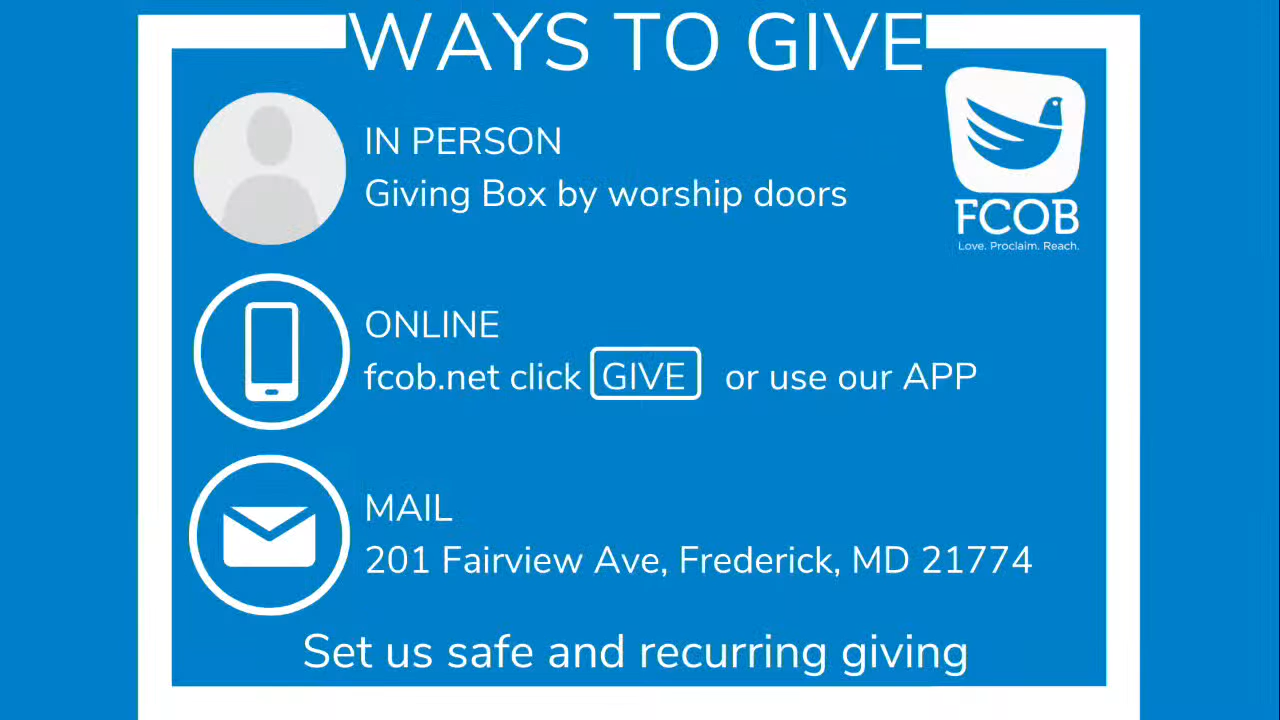 WAYS TO GIVE
IN PERSON
Giving Box by worship doors
FCOB
Love. Proclaim. Reach.
ONLINE
fcob.net click GIVE or use our APP
MAIL
201 Fairview Ave, Frederick, MD 21774
Set us safe and recurring giving